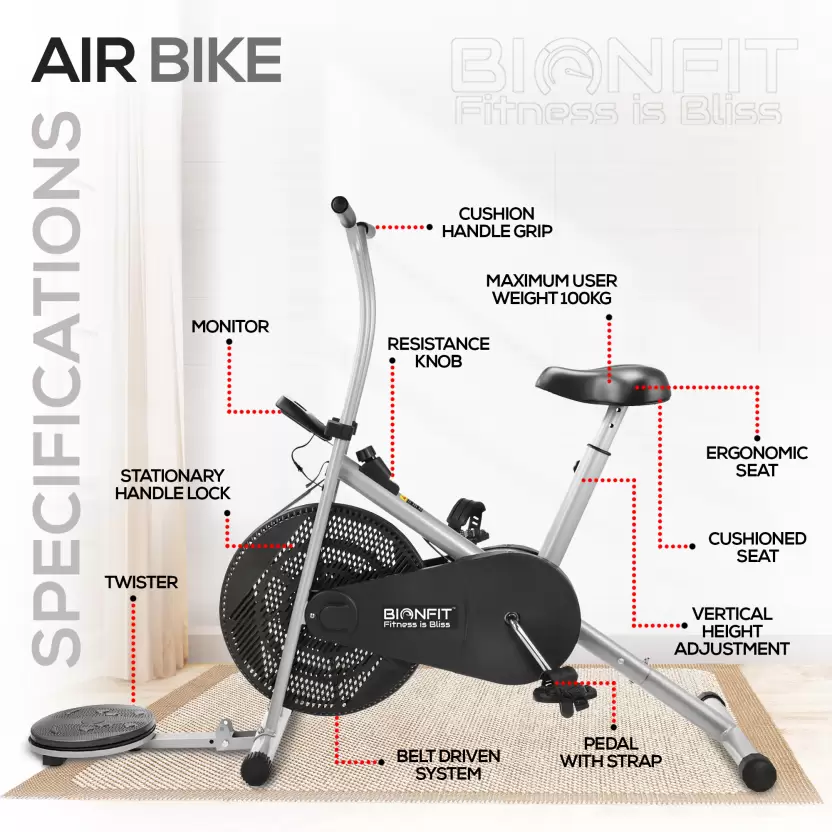 AIR BIKE
BIONFIT
Fitness is Bliss
SPECIFICATIONS
CUSHION
HANDLE GRIP
MAXIMUM USER
WEIGHT 100KG
MONITOR
RESISTANCE
KNOB
ERGONOMIC
SEAT
STATIONARY
HANDLE LOCK
CUSHIONED
SEAT
TWISTER
BIONFIT
Fitness is Bliss
VERTICAL
HEIGHT
ADJUSTMENT
BELT DRIVEN
SYSTEM
PEDAL
WITH STRAP